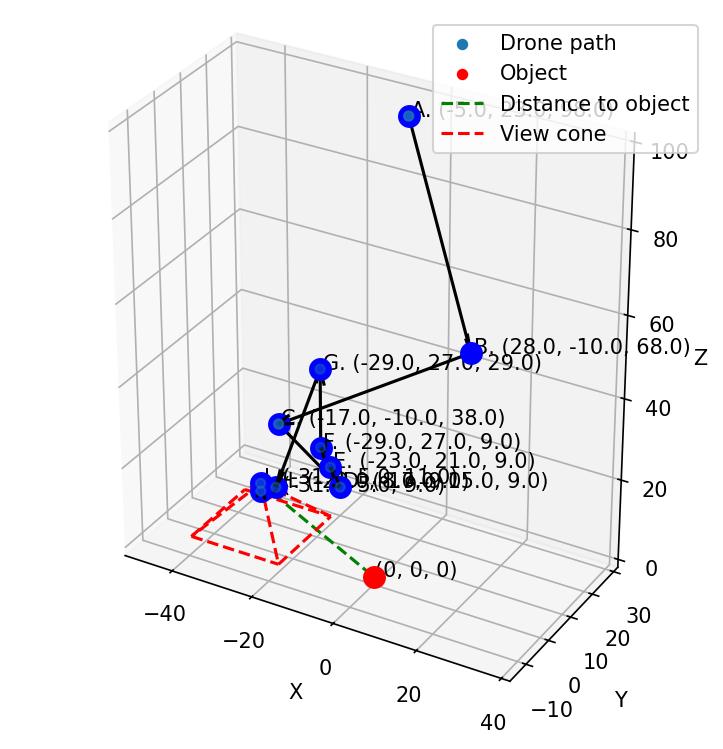 Drone path
Object
Distance to object
View cone
A. (-5.0, 25.0, 98.0)
B. (28.0, -10.0, 68.0)
G. (-29.0, 27.0, 29.0)
C. (-17.0, -10.0, 38.0)
F. (-29.0, 27.0, 9.0)
E. (-23.0, 21.0, 9.0)
(0, 0, 0)
100
80
60
40
20
0
Z
−40
−20
0
20
40
X
−10
0
10
20
30
Y